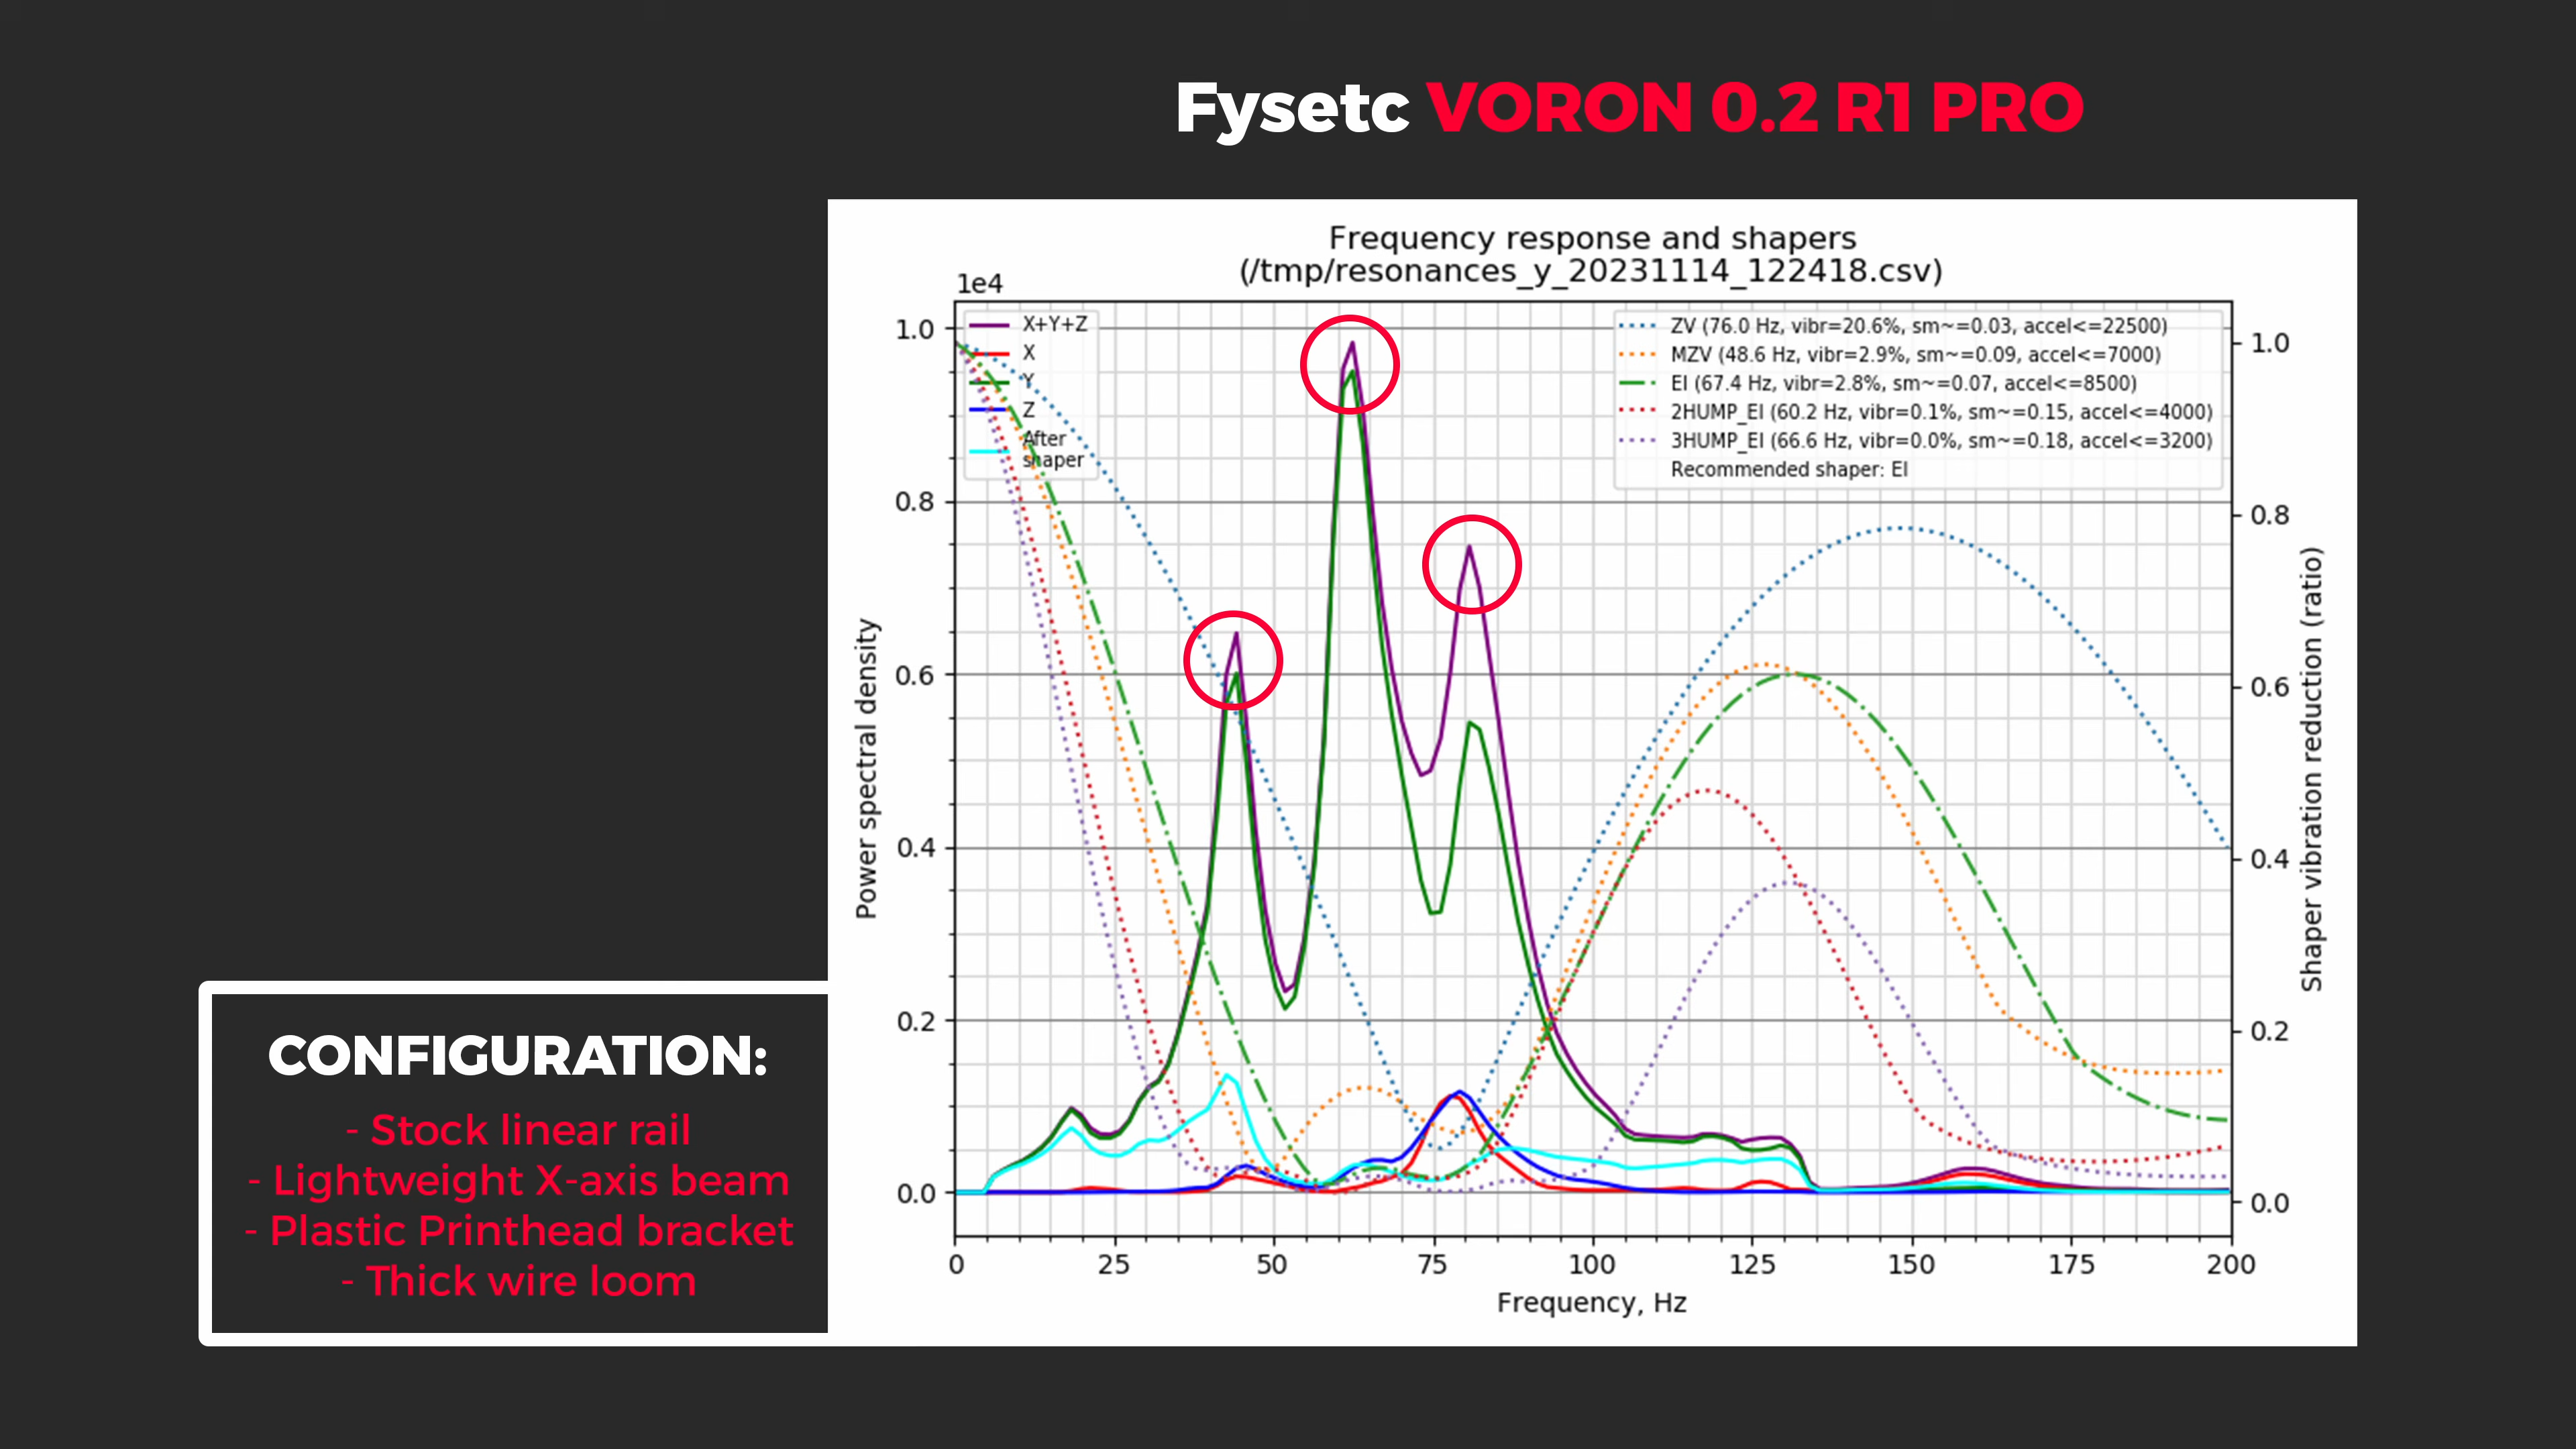 Fysetc VORON 0.2 R1 PRO
Frequency response and shapers
(/tmp/resonances_y_20231114_122418.csv)
1e4
X+Y+Z
X
Y
Z
After
shaper
ZV (76.0 Hz, vibr=20.6%, sm~=0.03, accel<=22500)
MZV (48.6 Hz, vibr=2.9%, sm~=0.09, accel<=7000)
EI (67.4 Hz, vibr=2.8%, sm~=0.07, accel<=8500)
2HUMP_EI (60.2 Hz, vibr=0.1%, sm~=0.15, accel<=4000)
3HUMP_EI (66.6 Hz, vibr=0.0%, sm~=0.18, accel<=3200)
Recommended shaper: EI
1.0
0.8
0.6
0.4
0.2
0.0
Power spectral density
1.0
0.8
0.6
0.4
0.2
0.0
Shaper vibration reduction (ratio)
0 25 50 75 100 125 150 175 200
Frequency, Hz
CONFIGURATION:
- Stock linear rail
- Lightweight X-axis beam
- Plastic Printhead bracket
- Thick wire loom